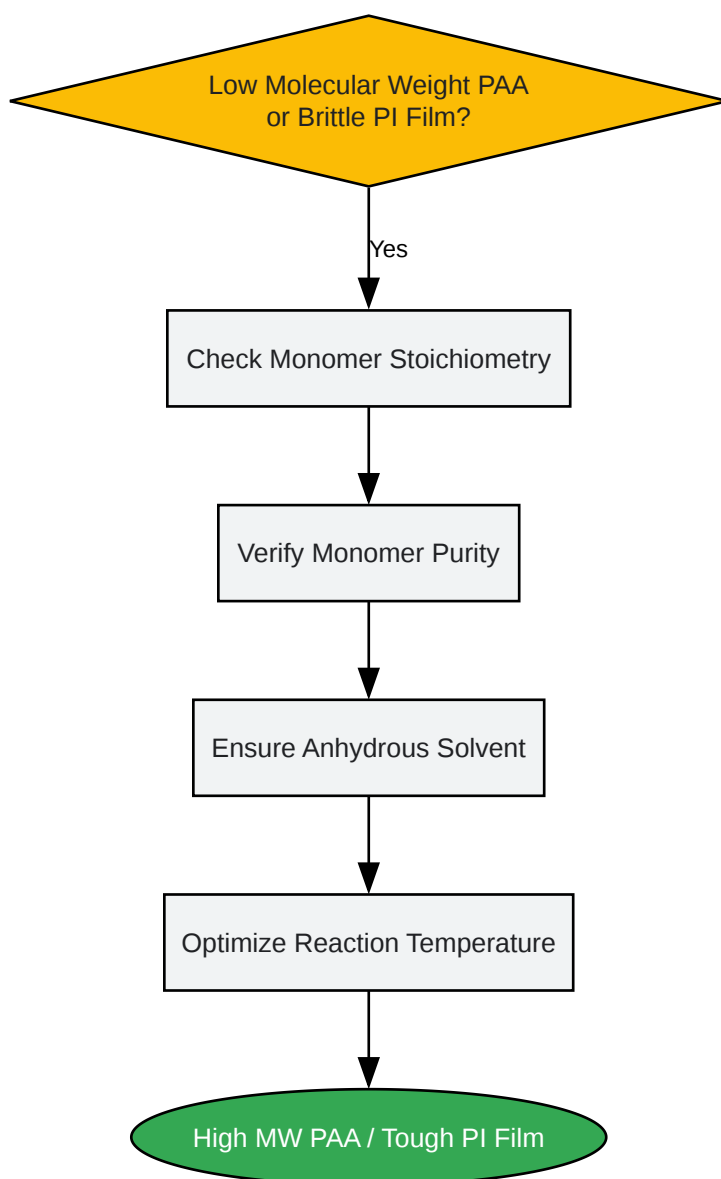 Low Molecular Weight PAA
or Brittle PI Film?
Yes
Check Monomer Stoichiometry
Verify Monomer Purity
Ensure Anhydrous Solvent
Optimize Reaction Temperature
High MW PAA / Tough PI Film